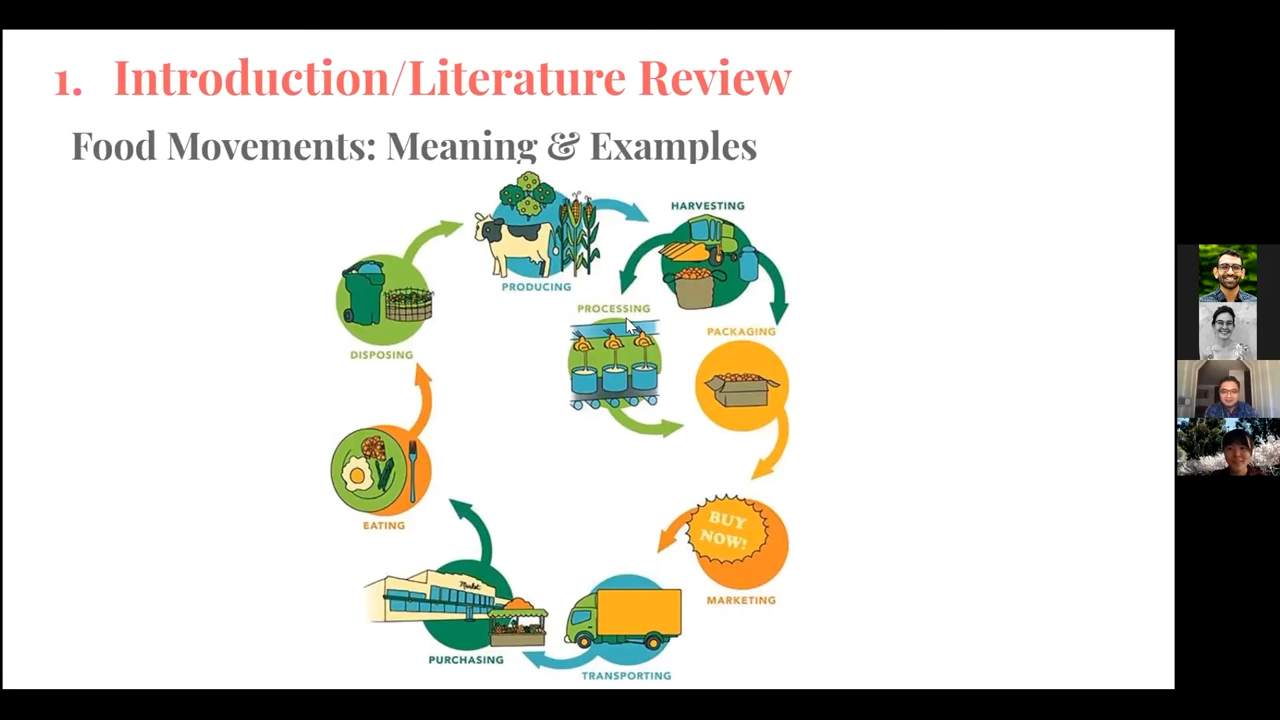 1. Introduction/Literature Review
Food Movements: Meaning & Examples
HARVESTING
PRODUCING
PROCESSING
PACKAGING
DISPOSING
BUY
NOW!
EATING
Market
MARKETING
PURCHASING
TRANSPORTING